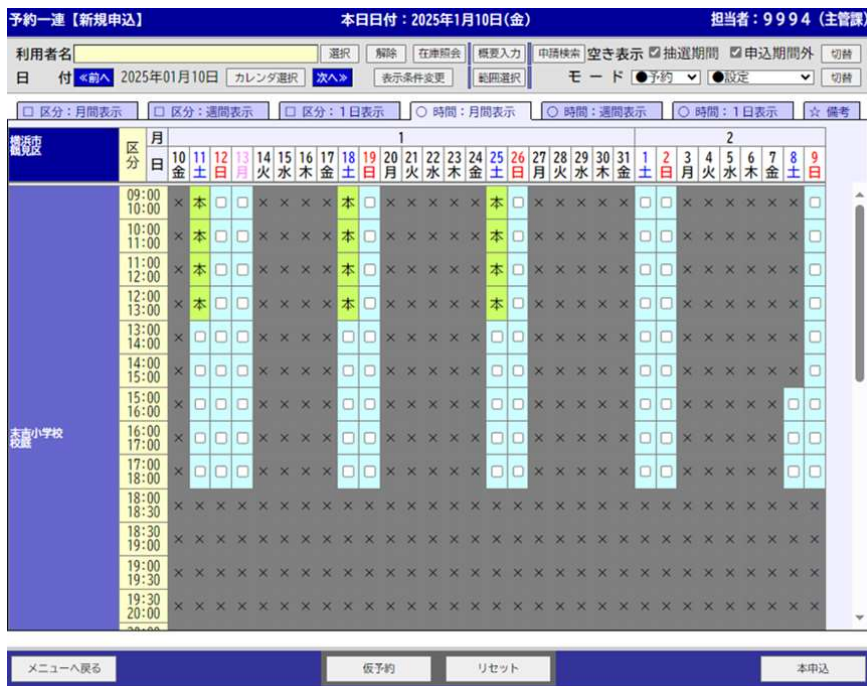 予約一連【新規申込】 本日日付：2025年1月10日(金) 担当者：9994 (主管課)
利用者名 選択 解除 在庫照会 概要入力 申請検索 空き表示 抽選期間 申込期間外 切替
日 付 ≪前へ 2025年01月10日 カレンダ選択 次へ≫ 表示条件変更 範囲選択 モード ●予約 ●設定 切替
□ 区分：月間表示 □ 区分：週間表示 □ 区分：1日表示 ○ 時間：月間表示 ○ 時間：週間表示 ○ 時間：1日表示 ☆ 備考
横浜市
鶴見区
区分 月 1 2
日 10 11 12 13 14 15 16 17 18 19 20 21 22 23 24 25 26 27 28 29 30 31 1 2 3 4 5 6 7 8 9
金 土 日 月 火 水 木 金 土 日 月 火 水 木 金 土 日 月 火 水 木 金 土 日 月 火 水 木 金 土 日
09:00
10:00 × 本 × × × × 本 × × × × × 本 × × × × × × × × × × ×
10:00
11:00 × 本 × × × × 本 × × × × × 本 × × × × × × × × × × ×
11:00
12:00 × 本 × × × × 本 × × × × × 本 × × × × × × × × × × ×
12:00
13:00 × 本 × × × × 本 × × × × × 本 × × × × × × × × × × ×
13:00
14:00 × × × × × × × × × × × × × × × × × × × × ×
14:00
15:00 × × × × × × × × × × × × × × × × × × × × ×
15:00
16:00 × × × × × × × × × × × × × × × × × × × ×
末吉小学校
校庭
16:00
17:00 × × × × × × × × × × × × × × × × × × × ×
17:00
18:00 × × × × × × × × × × × × × × × × × × × ×
18:00
18:30 × × × × × × × × × × × × × × × × × × × × × × × × × × × × × × ×
18:30
19:00 × × × × × × × × × × × × × × × × × × × × × × × × × × × × × × ×
19:00
19:30 × × × × × × × × × × × × × × × × × × × × × × × × × × × × × × ×
19:30
20:00 × × × × × × × × × × × × × × × × × × × × × × × × × × × × × × ×
メニューへ戻る 仮予約 リセット 本申込